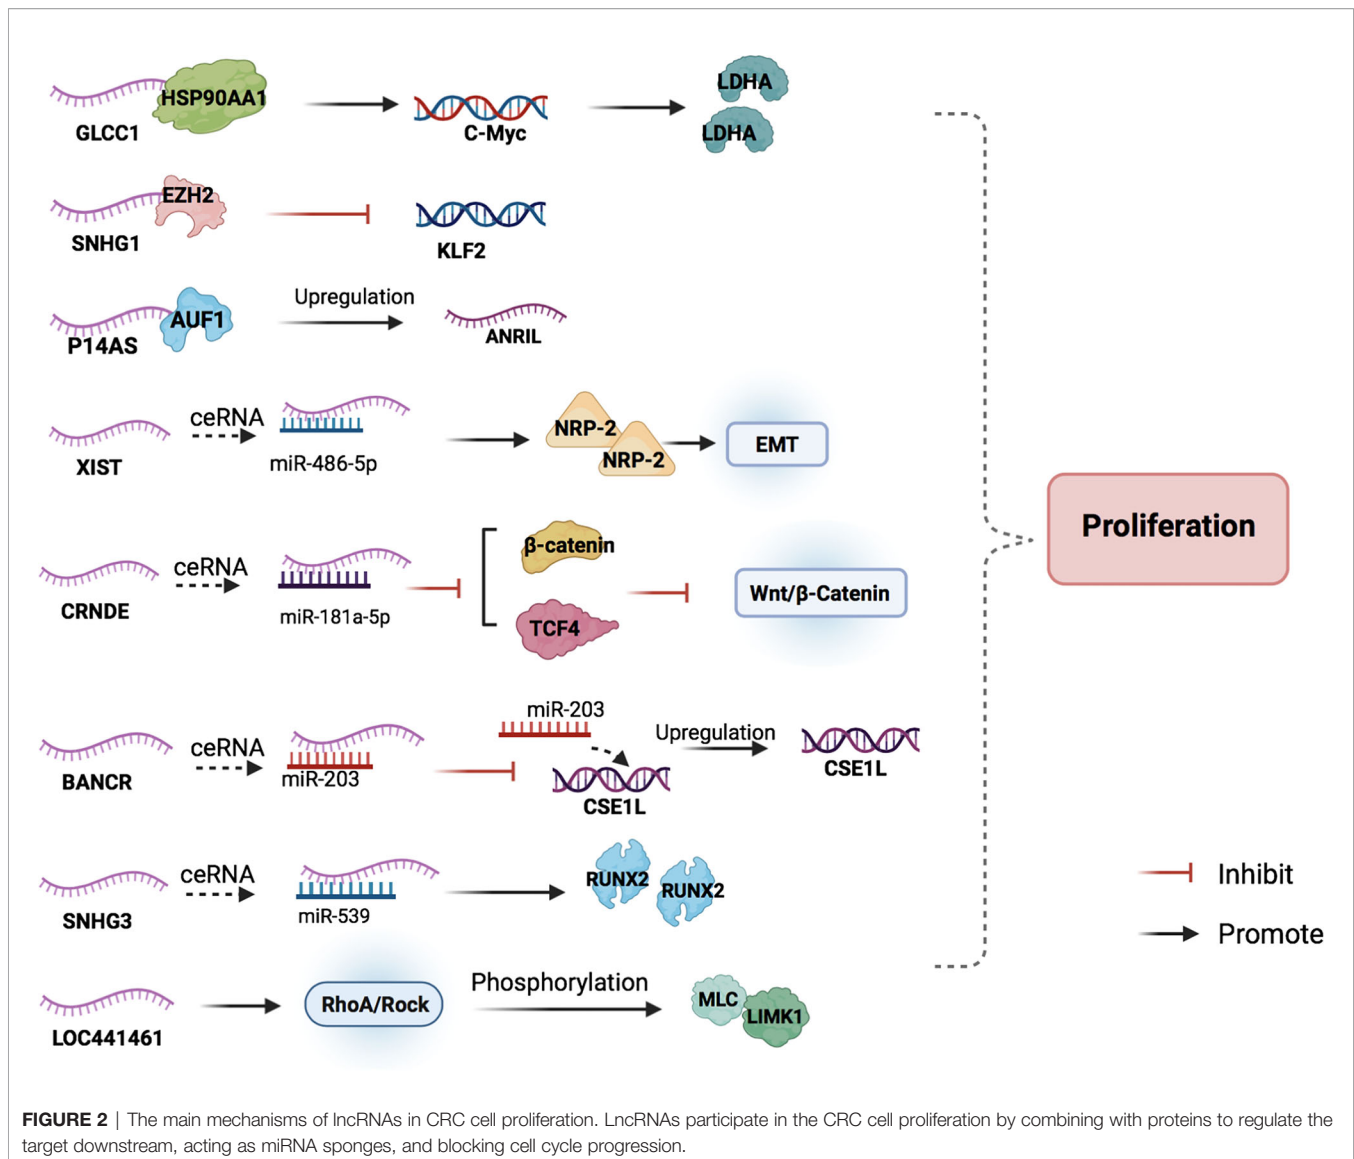 HSP90AA1
GLCC1
C-Myc
LDHA
LDHA
EZH2
SNHG1
KLF2
AUF1
P14AS
Upregulation
ANRIL
XIST
ceRNA
miR-486-5p
NRP-2
NRP-2
EMT
CRNDE
ceRNA
miR-181a-5p
β-catenin
TCF4
Wnt/β-Catenin
BANCR
ceRNA
miR-203
miR-203
CSE1L
Upregulation
CSE1L
SNHG3
ceRNA
miR-539
RUNX2
RUNX2
LOC441461
RhoA/Rock
Phosphorylation
MLC
LIMK1
Proliferation
Inhibit
Promote
FIGURE 2 | The main mechanisms of lncRNAs in CRC cell proliferation. LncRNAs participate in the CRC cell proliferation by combining with proteins to regulate the
target downstream, acting as miRNA sponges, and blocking cell cycle progression.